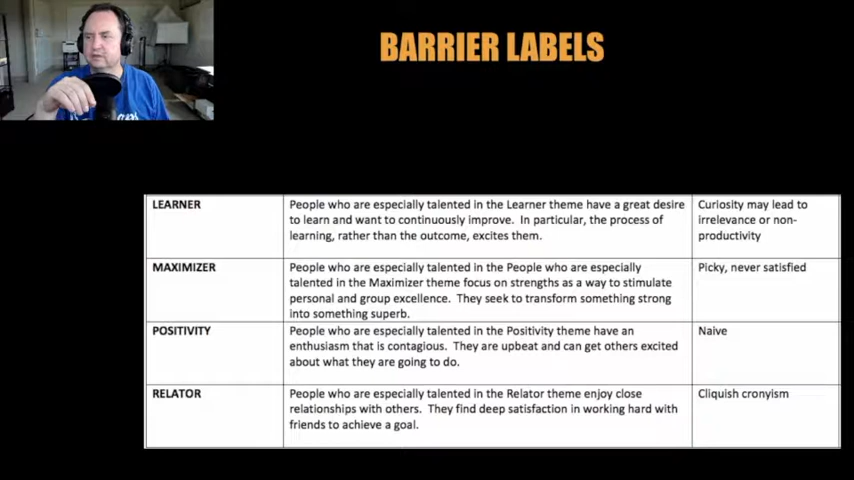 BARRIER LABELS
LEARNER
People who are especially talented in the Learner theme have a great desire
to learn and want to continuously improve. In particular, the process of
learning, rather than the outcome, excites them.
Curiosity may lead to
irrelevance or non-
productivity
MAXIMIZER
People who are especially talented in the People who are especially
talented in the Maximizer theme focus on strengths as a way to stimulate
personal and group excellence. They seek to transform something strong
into something superb.
Picky, never satisfied
POSITIVITY
People who are especially talented in the Positivity theme have an
enthusiasm that is contagious. They are upbeat and can get others excited
about what they are going to do.
Naive
RELATOR
People who are especially talented in the Relator theme enjoy close
relationships with others. They find deep satisfaction in working hard with
friends to achieve a goal.
Cliquish cronyism